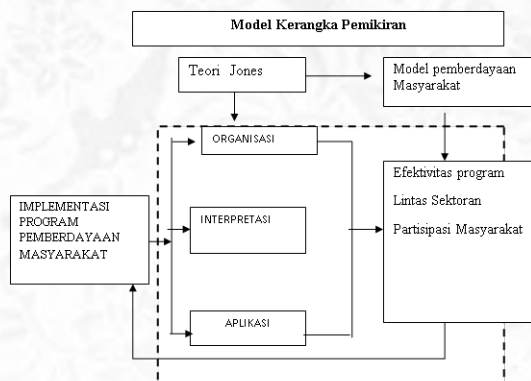 Model Kerangka Pemikiran
Teori Jones
Model pemberdayaan
Masyarakat
ORGANISASI
Efektivitas program
Lintas Sektoran
Partisipasi Masyarakat
IMPLEMENTASI
PROGRAM
PEMBERDAYAAN
MASYARAKAT
INTERPRETASI
APLIKASI